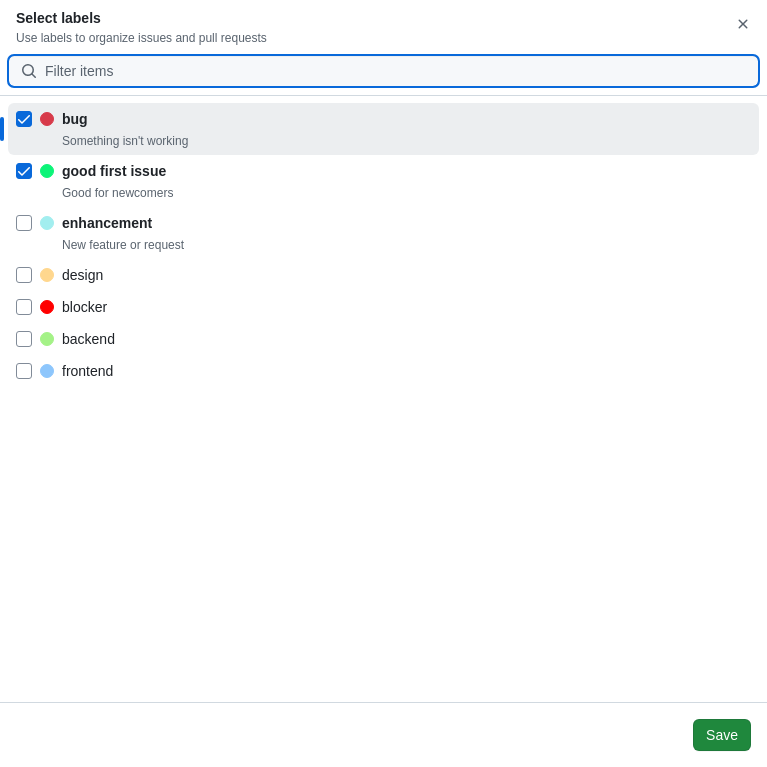 Select labels
Use labels to organize issues and pull requests
Filter items
bug
Something isn't working
good first issue
Good for newcomers
enhancement
New feature or request
design
blocker
backend
frontend
Save